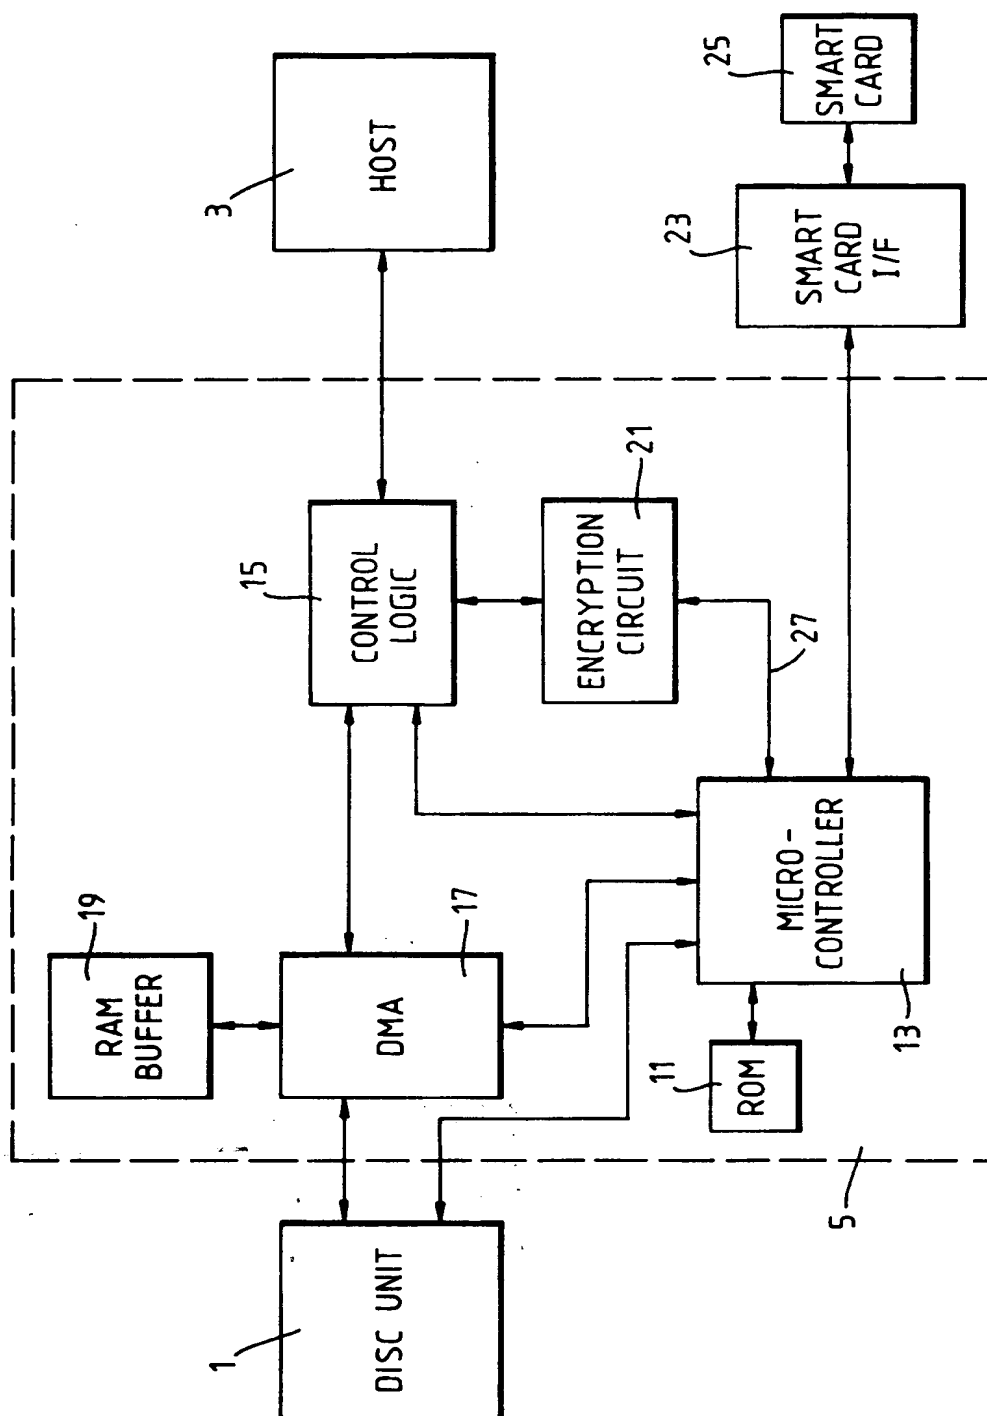 25
SMART
CARD
3
HOST
23
SMART
CARD
I/F
15
CONTROL
LOGIC
21
ENCRYPTION
CIRCUIT
27
19
RAM
BUFFER
17
DMA
MICRO-
CONTROLLER
13
11
ROM
5
1
DISC UNIT